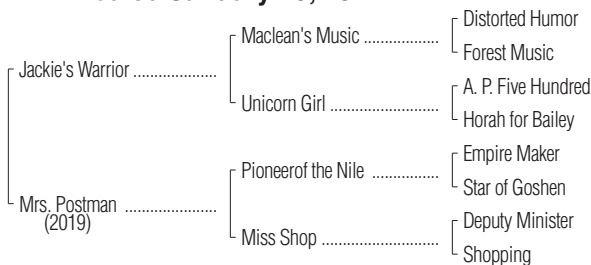 Distorted Humor
Maclean's Music ..................
Forest Music
Jackie's Warrior ....................
A. P. Five Hundred
Unicorn Girl ..........................
Horah for Bailey
Empire Maker
Pioneerof the Nile ................
Star of Goshen
Mrs. Postman ......................
(2019)
Deputy Minister
Miss Shop ............................
Shopping